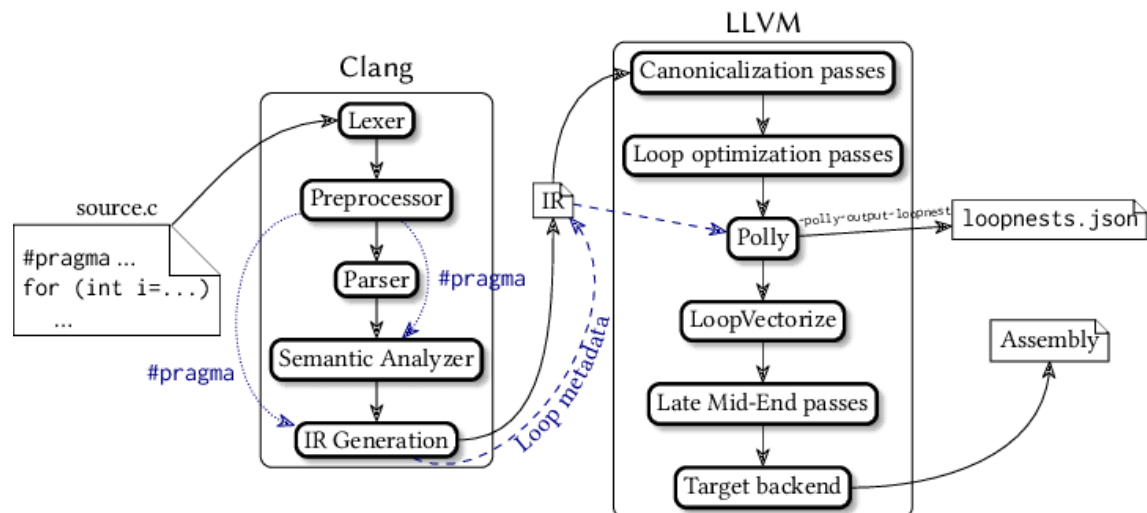 LLVM
Clang
Canonicalization passes
Lexer
Loop optimization passes
Preprocessor
IR
source.c
-polly-output-loopnest
loopnests.json
Polly
#pragma ...
for (int i=...)
...
Parser
#pragma
LoopVectorize
Assembly
Semantic Analyzer
#pragma
Loop metadata
Late Mid-End passes
IR Generation
Target backend